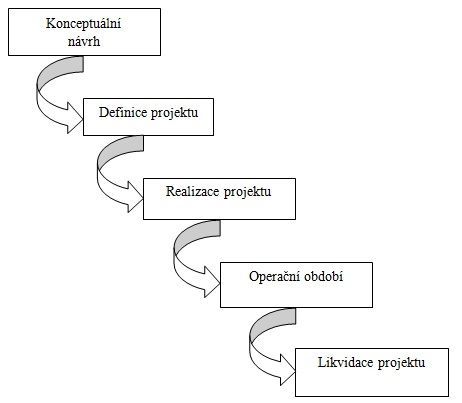 Konceptuální
návrh
Definice projektu
Realizace projektu
Operační období
Likvidace projektu